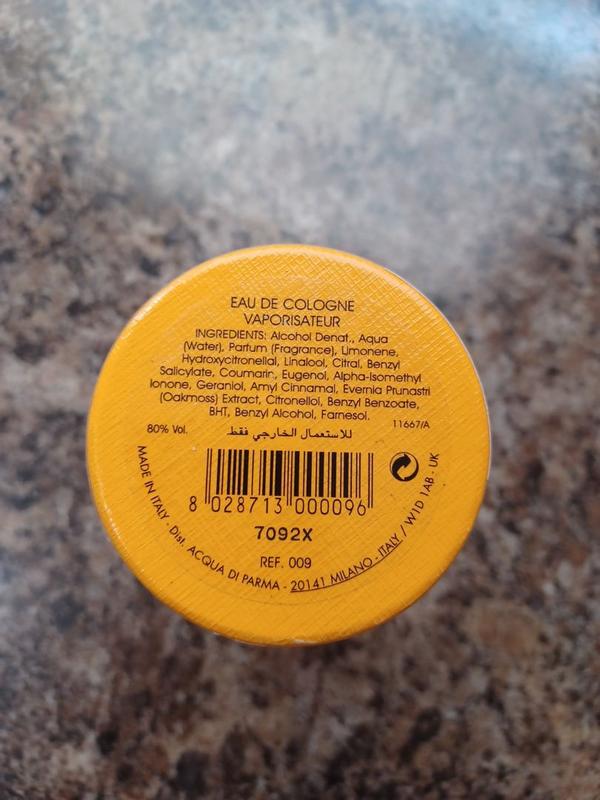 EAU DE COLOGNE
VAPORISATEUR
INGREDIENTS: Alcohol Denat., Aqua
(Water), Parfum (Fragrance), Limonene,
Hydroxycitronellal, Linalool, Citral, Benzyl
Salicylate, Coumarin, Eugenol, Alpha-Isomethyl
Ionone, Geraniol, Amyl Cinnamal, Evernia Prunastri
(Oakmoss) Extract, Citronellol, Benzyl Benzoate,
BHT, Benzyl Alcohol, Farnesol.
80% Vol.
للاستعمال الخارجي فقط
11667/A
8 028713 000096
7092X
REF. 009
MADE IN ITALY - Dist. ACQUA DI PARMA - 20141 MILANO - ITALY / W1D 1AB - UK